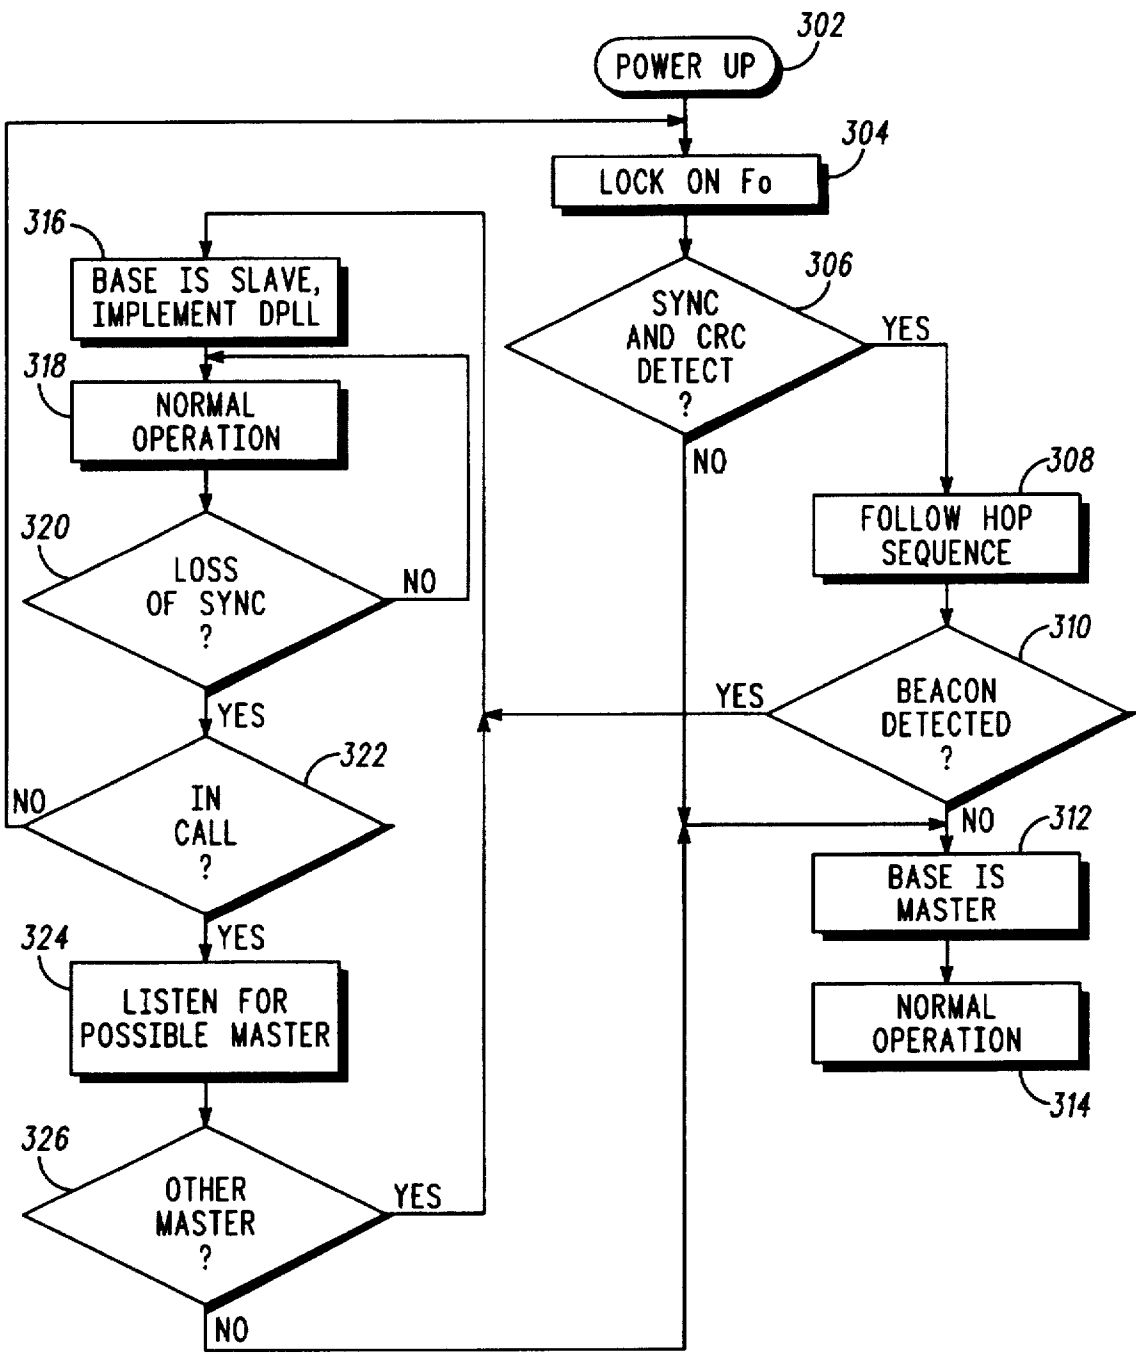 302
POWER UP
304
LOCK ON Fo
316
BASE IS SLAVE,
IMPLEMENT DPLL
306
SYNC
AND CRC
DETECT
?
YES
NO
318
NORMAL
OPERATION
308
FOLLOW HOP
SEQUENCE
320
LOSS
OF SYNC
?
NO
YES
310
BEACON
DETECTED
?
YES
NO
322
IN
CALL
?
NO
YES
312
BASE IS
MASTER
324
LISTEN FOR
POSSIBLE MASTER
NORMAL
OPERATION
314
326
OTHER
MASTER
?
YES
NO